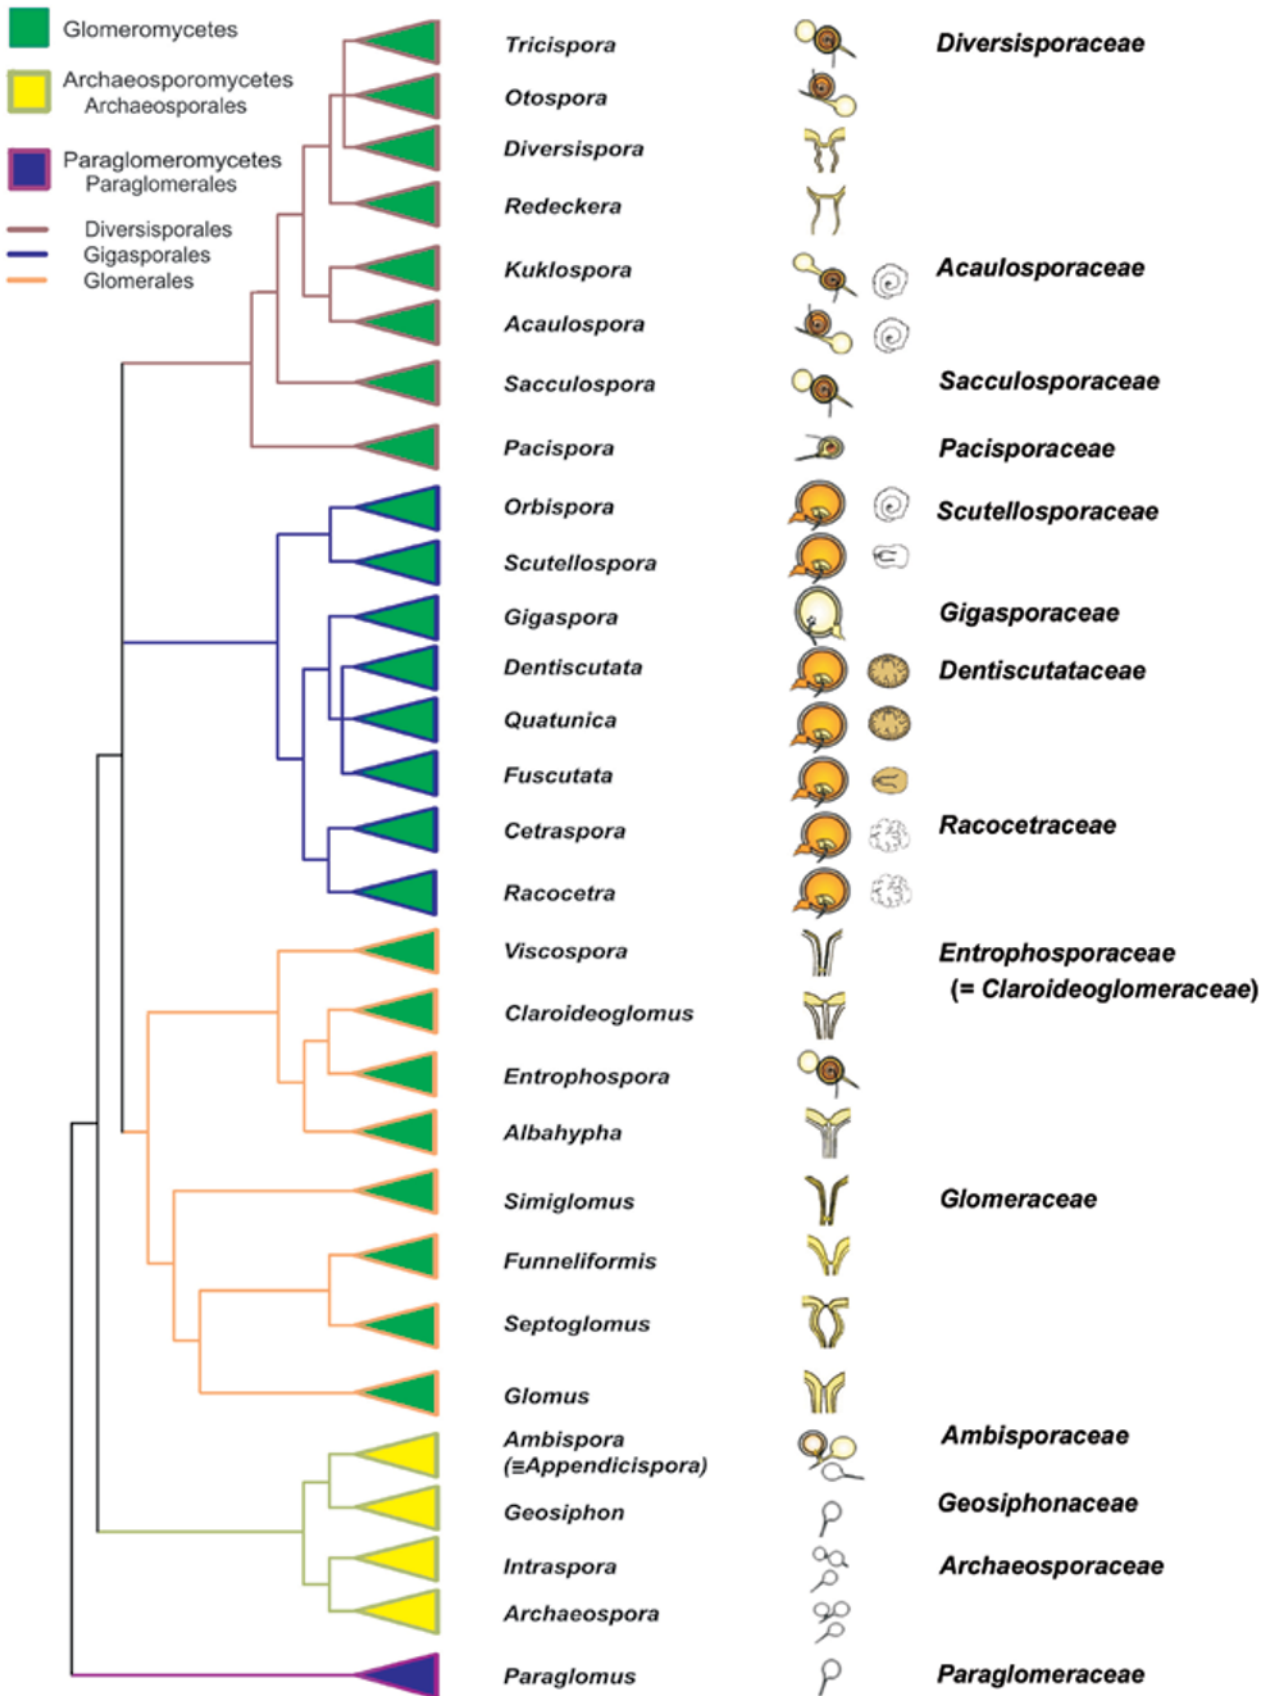 Glomeromycetes
Archaeosporomycetes
Archaeosporales
Paraglomeromycetes
Paraglomerales
Diversisporales
Gigasporales
Glomerales
Tricispora Diversisporaceae
Otospora
Diversispora
Redeckera
Kuklospora Acaulosporaceae
Acaulospora
Sacculospora Sacculosporaceae
Pacispora Pacisporaceae
Orbispora Scutellosporaceae
Scutellospora
Gigaspora Gigasporaceae
Dentiscutata Dentiscutataceae
Quatunica
Fuscutata
Cetraspora Racocetraceae
Racocetra
Viscospora Entrophosporaceae
(= Claroideoglomeraceae)
Claroideoglomus
Entrophospora
Albahypha
Simiglomus Glomeraceae
Funneliformis
Septoglomus
Glomus
Ambispora Ambisporaceae
(≡Appendicispora)
Geosiphon Geosiphonaceae
Intraspora Archaeosporaceae
Archaeospora
Paraglomus Paraglomeraceae